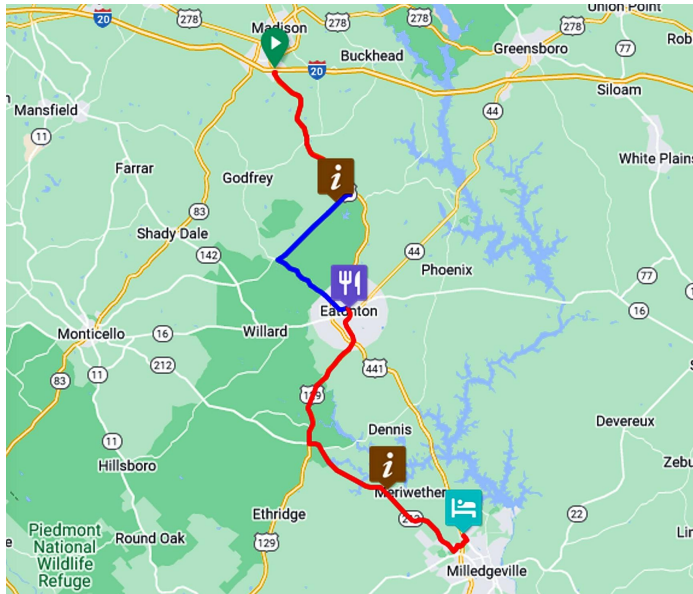 278
20
278
278
Union Point
Madison
Greensboro
77
Rob
Buckhead
20
Siloam
Mansfield
44
11
White Plains
Farrar
Godfrey
i
83
Shady Dale
142
44
Phoenix
77
Eatonton
16
Monticello
16
Willard
212
441
83
11
129
Devereux
Dennis
11
i
Hillsboro
Zebu
Meriwether
Ethridge
22
Piedmont
National
Wildlife
Refuge
Round Oak
129
Lin
e
Milledgeville